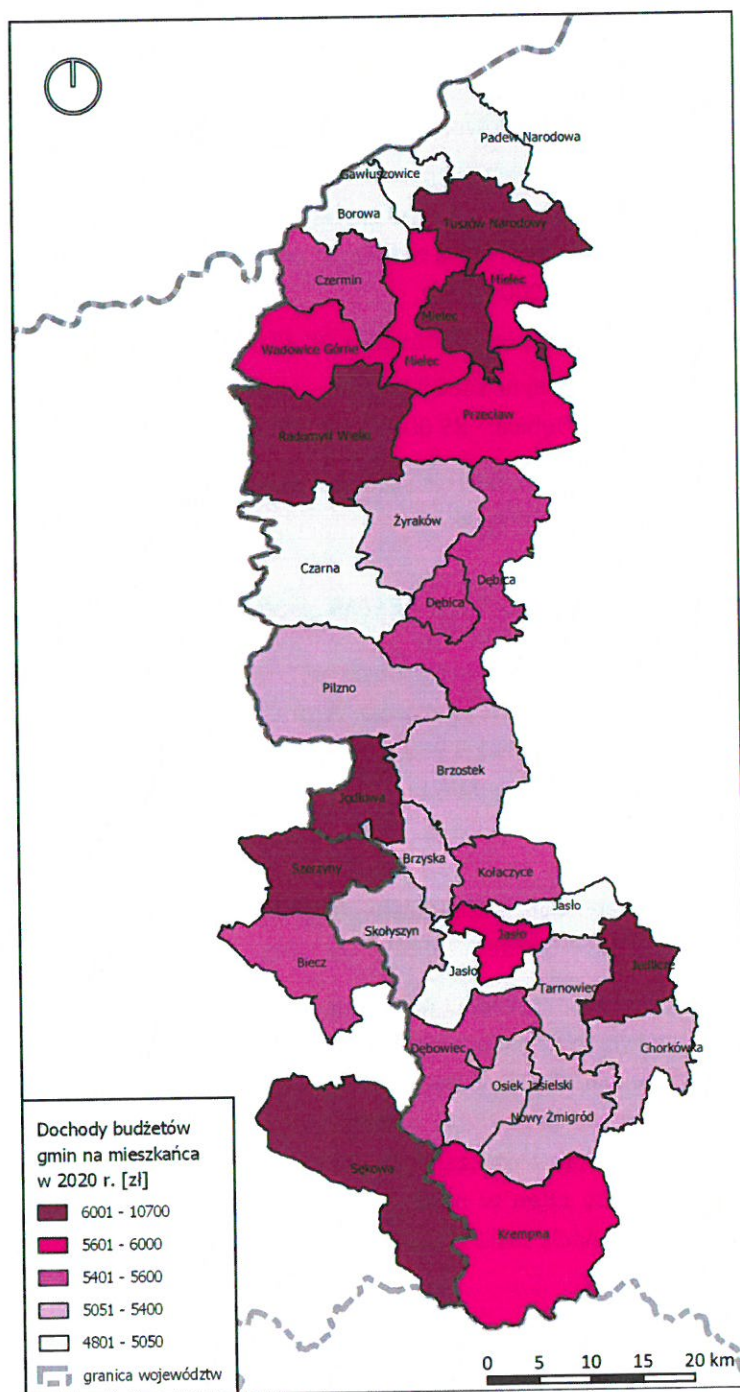 Padew Narodowa
Gawłuszowice
Borowa
Tuszów Narodowy
Czermin
Mielec
Mielec
Wadowice Górne
Mielec
Przecław
Radomyśl Wielki
Żyraków
Czarna
Dębica
Dębica
Pilzno
Brzostek
Jodłowa
Brzyska
Szerzyny
Kołaczyce
Jasło
Skołyszyn
Jasło
Jedlicze
Biecz
Jasło
Tarnowiec
Dębowiec
Chorkówka
Osiek Jasielski
Nowy Żmigród
Sękowa
Krempna
Dochody budżetów
gmin na mieszkańca
w 2020 r. [zł]
6001 - 10700
5601 - 6000
5401 - 5600
5051 - 5400
4801 - 5050
granica województw
0 5 10 15 20 km